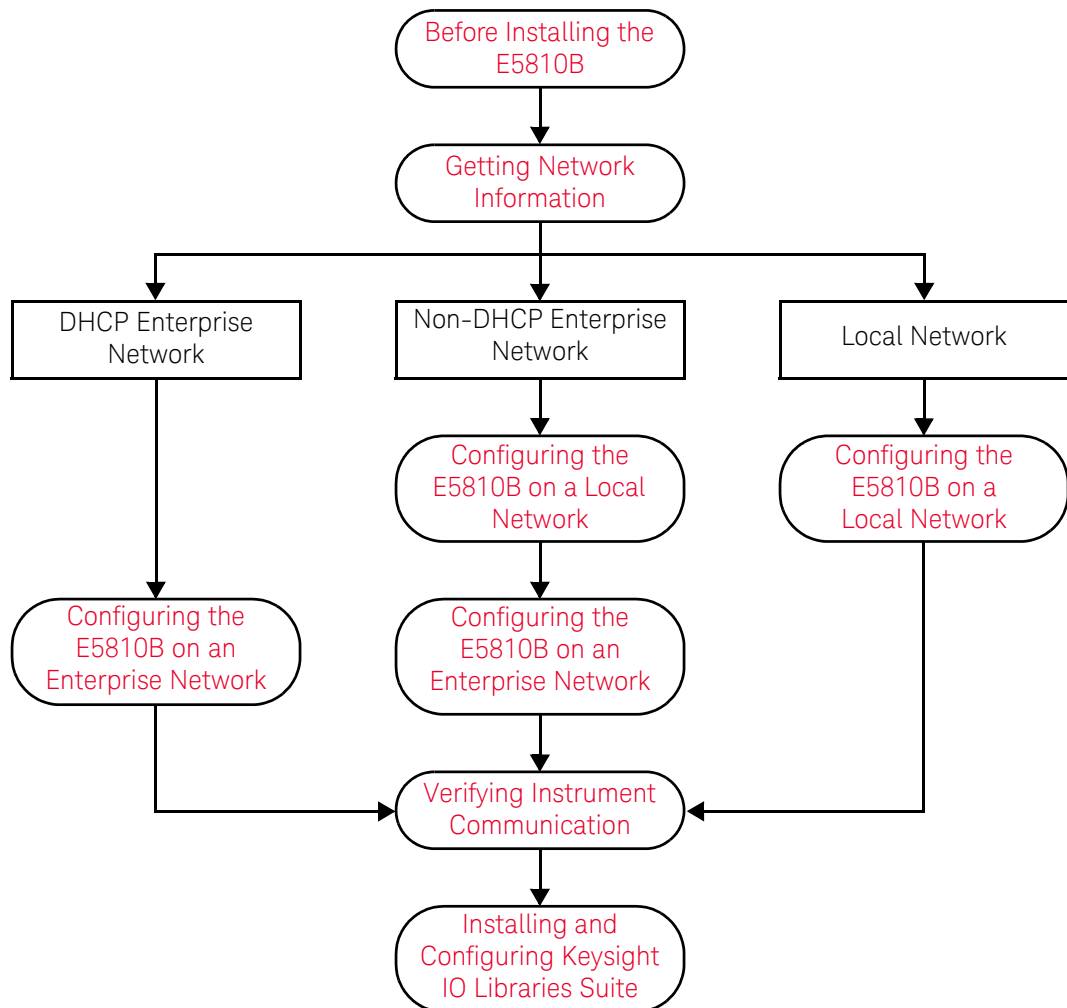 Before Installing the
E5810B
Getting Network
Information
DHCP Enterprise
Network
Non-DHCP Enterprise
Network
Local Network
Configuring the
E5810B on a Local
Network
Configuring the
E5810B on a
Local Network
Configuring the
E5810B on an
Enterprise Network
Configuring the
E5810B on an
Enterprise Network
Verifying Instrument
Communication
Installing and
Configuring Keysight
IO Libraries Suite